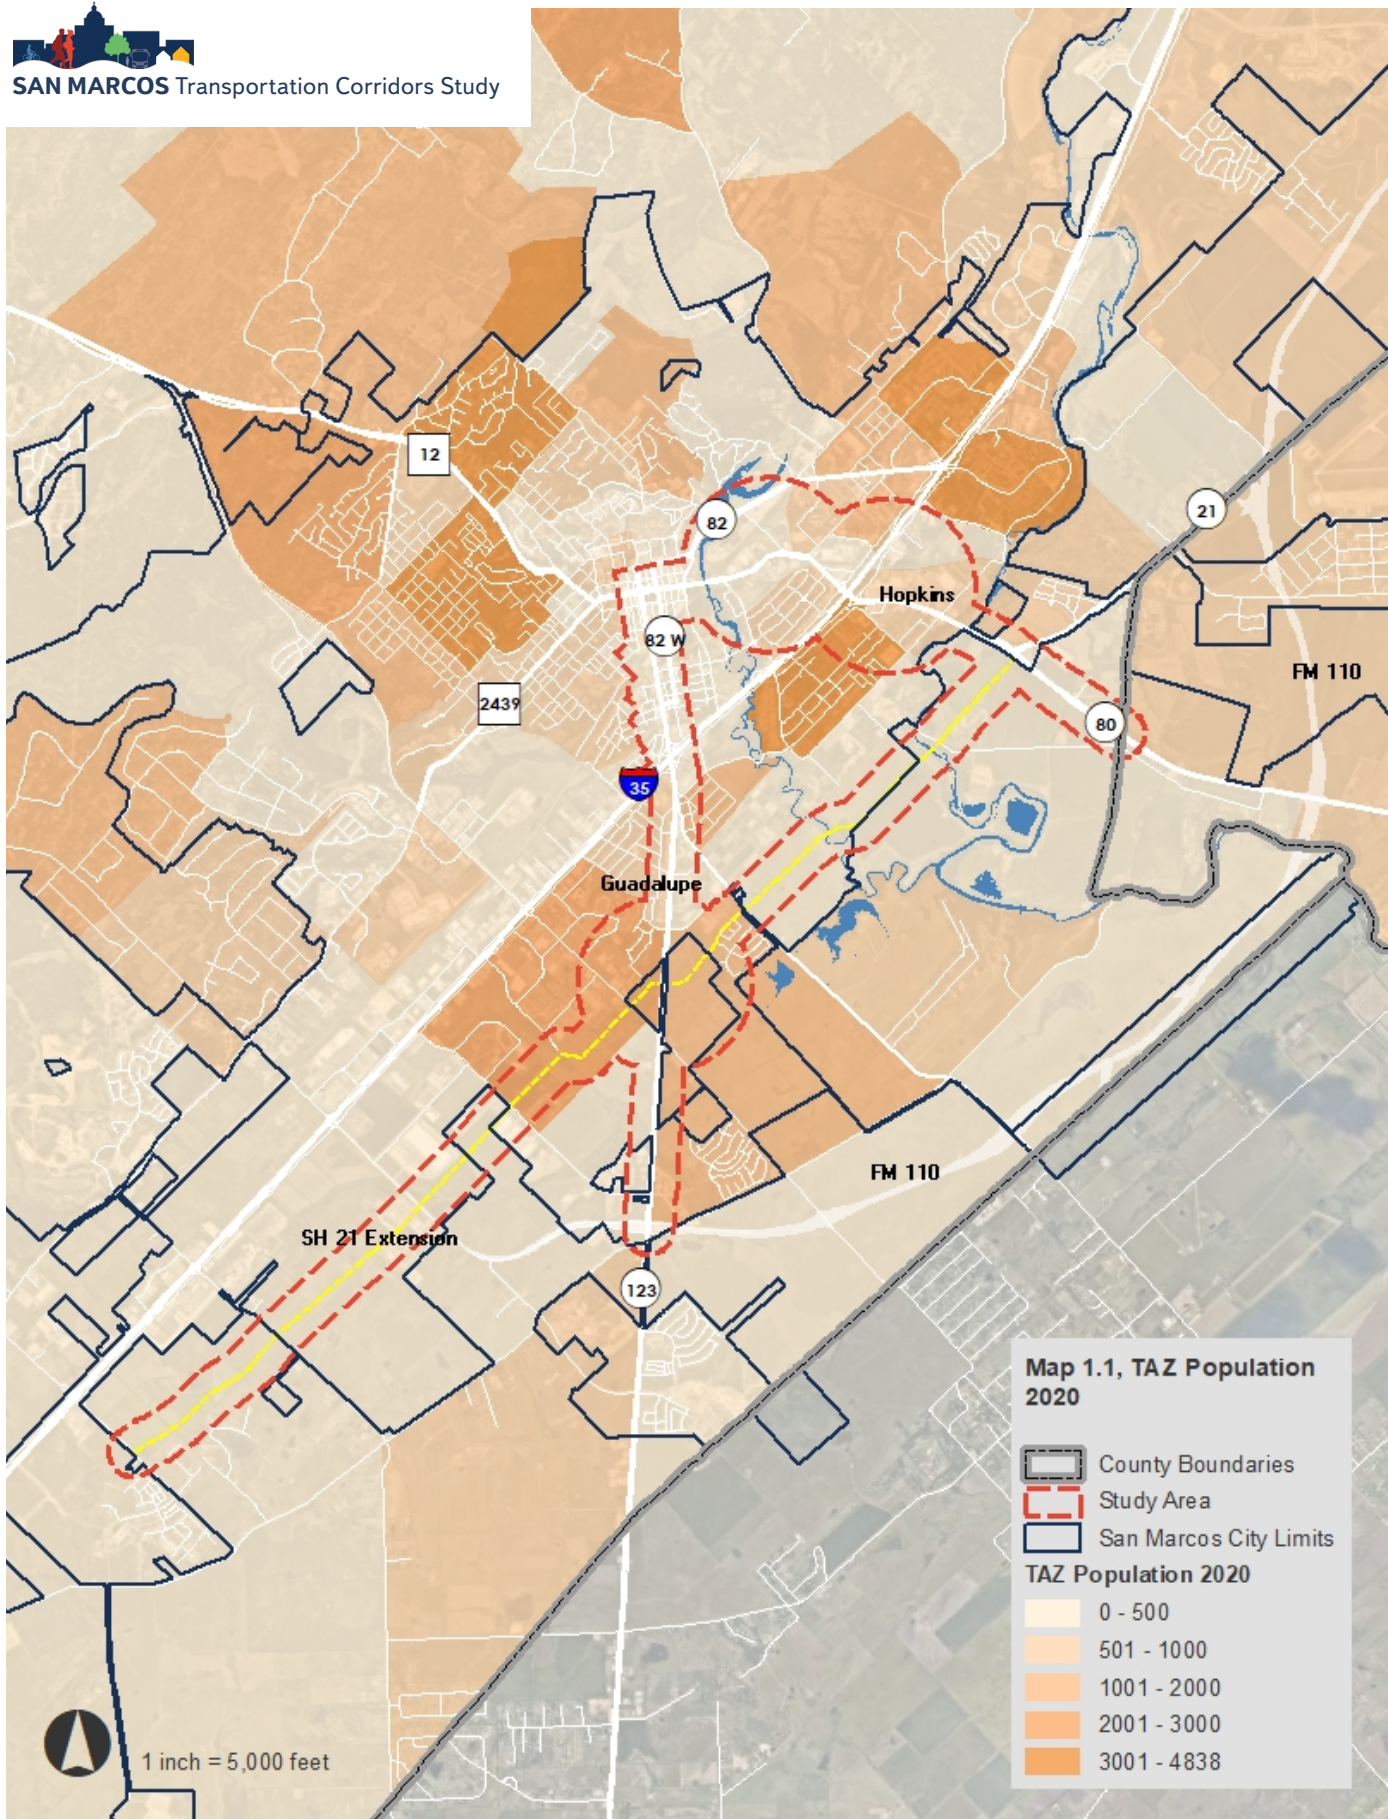 SAN MARCOS Transportation Corridors Study
12
82
21
Hopkins
82 W
FM 110
2439
80
35
Guadalupe
FM 110
SH 21 Extension
123
Map 1.1, TAZ Population
2020
County Boundaries
Study Area
San Marcos City Limits
TAZ Population 2020
0 - 500
501 - 1000
1001 - 2000
2001 - 3000
3001 - 4838
1 inch = 5,000 feet